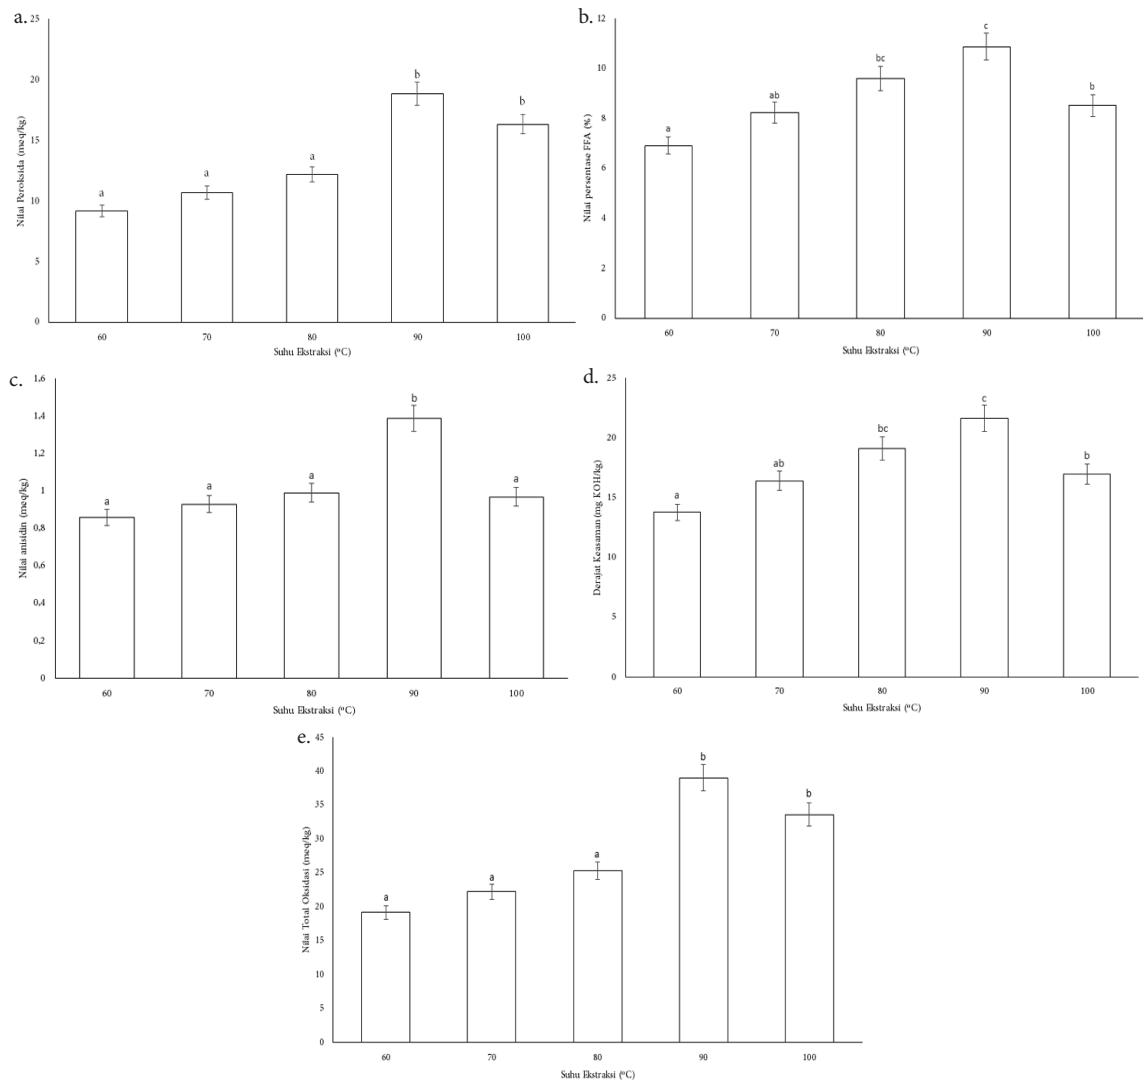 a.
25
20
15
10
5
0
Nilai Peroksida (meq/kg)
a
a
a
b
b
60 70 80 90 100
Suhu Ekstraksi (ºC)
b.
12
10
8
6
4
2
0
Nilai persentase FFA (%)
a
ab
bc
c
b
60 70 80 90 100
Suhu Ekstraksi (ºC)
c.
1,6
1,4
1,2
1
0,8
0,6
0,4
0,2
0
Nilai anisidin (meq/kg)
a
a
a
b
a
60 70 80 90 100
Suhu Ekstraksi (ºC)
d.
25
20
15
10
5
0
Derajat Keasaman (mg KOH/kg)
a
ab
bc
c
b
60 70 80 90 100
Suhu Ekstraksi (ºC)
e.
45
40
35
30
25
20
15
10
5
0
Nilai Total Oksidasi (meq/kg)
a
a
a
b
b
60 70 80 90 100
Suhu Ekstraksi (ºC)